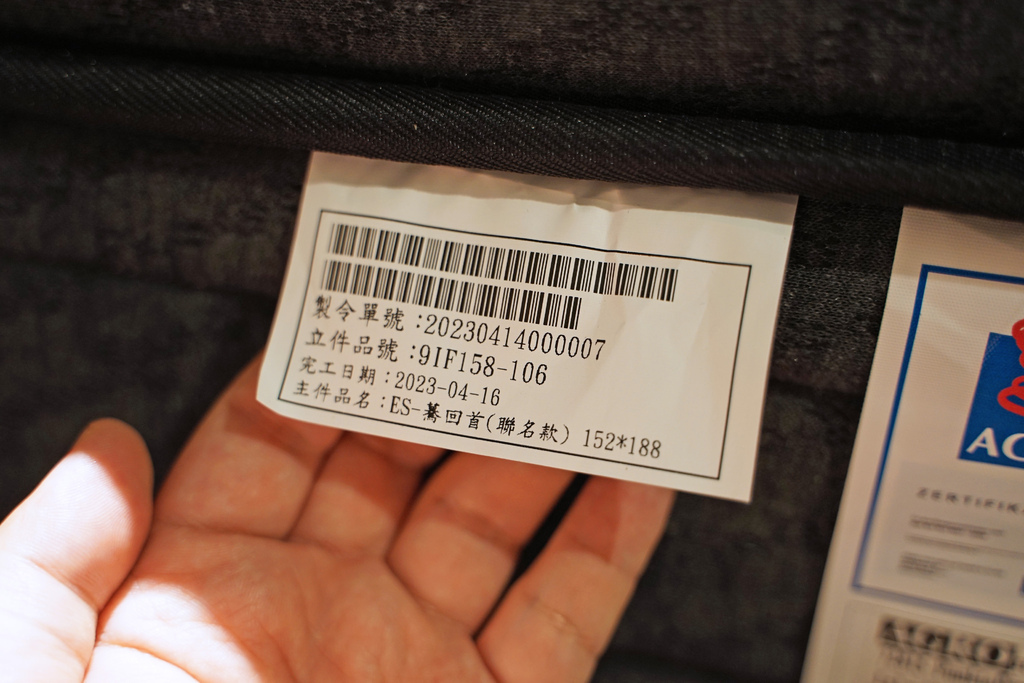 製令單號：20230414000007
立件品號：9IF158-106
完工日期：2023-04-16
主件品名：ES-驀回首(聯名款) 152*188
ZERTIFIK